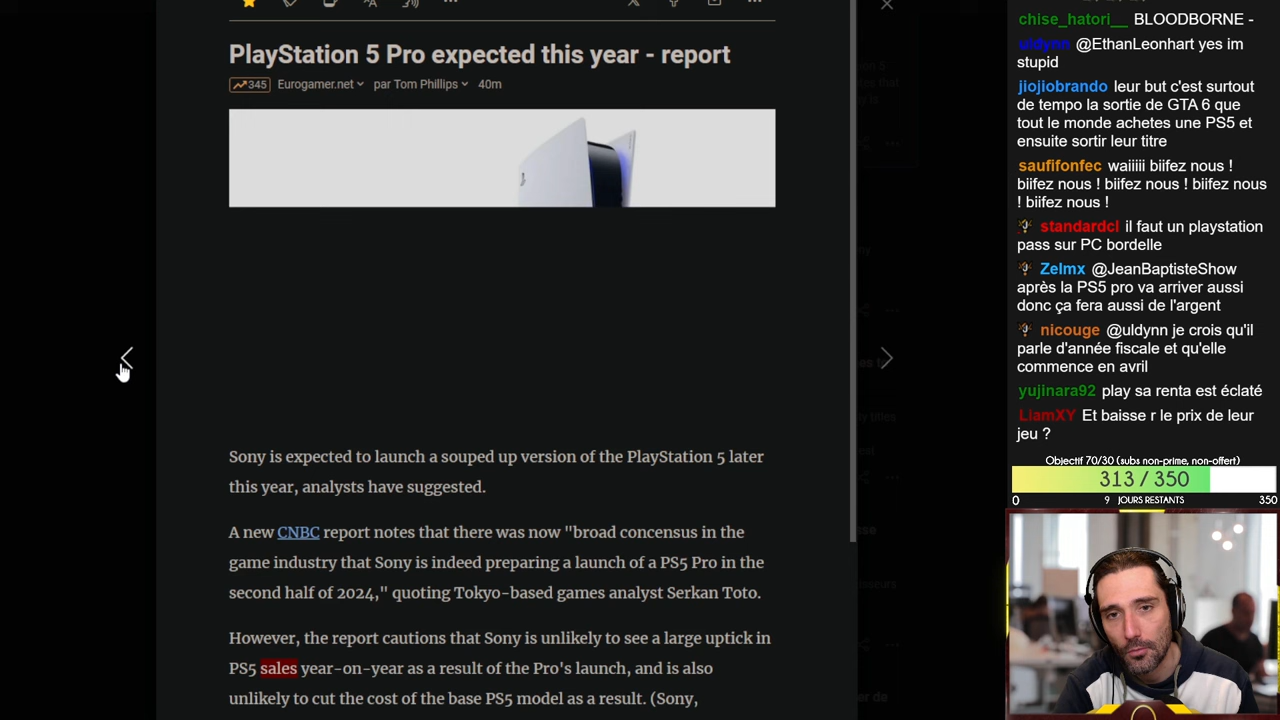 PlayStation 5 Pro expected this year - report
345 Eurogamer.net par Tom Phillips 40m
Sony is expected to launch a souped up version of the PlayStation 5 later
this year, analysts have suggested.
A new CNBC report notes that there was now "broad concensus in the
game industry that Sony is indeed preparing a launch of a PS5 Pro in the
second half of 2024," quoting Tokyo-based games analyst Serkan Toto.
However, the report cautions that Sony is unlikely to see a large uptick in
PS5 sales year-on-year as a result of the Pro's launch, and is also
unlikely to cut the cost of the base PS5 model as a result. (Sony,
chise_hatori__ BLOODBORNE -
uldynn @EthanLeonhart yes im
stupid
jiojiobrando leur but c'est surtout
de tempo la sortie de GTA 6 que
tout le monde achetes une PS5 et
ensuite sortir leur titre
saufifonfec waiiiii biifez nous !
biifez nous ! biifez nous ! biifez nous
! biifez nous !
standardcl il faut un playstation
pass sur PC bordelle
Zelmx @JeanBaptisteShow
après la PS5 pro va arriver aussi
donc ça fera aussi de l'argent
nicouge @uldynn je crois qu'il
parle d'année fiscale et qu'elle
commence en avril
yujinara92 play sa renta est éclaté
LiamXY Et baisse r le prix de leur
jeu ?
Objectif 70/30 (subs non-prime, non-offert)
313 / 350
0 9 JOURS RESTANTS 350